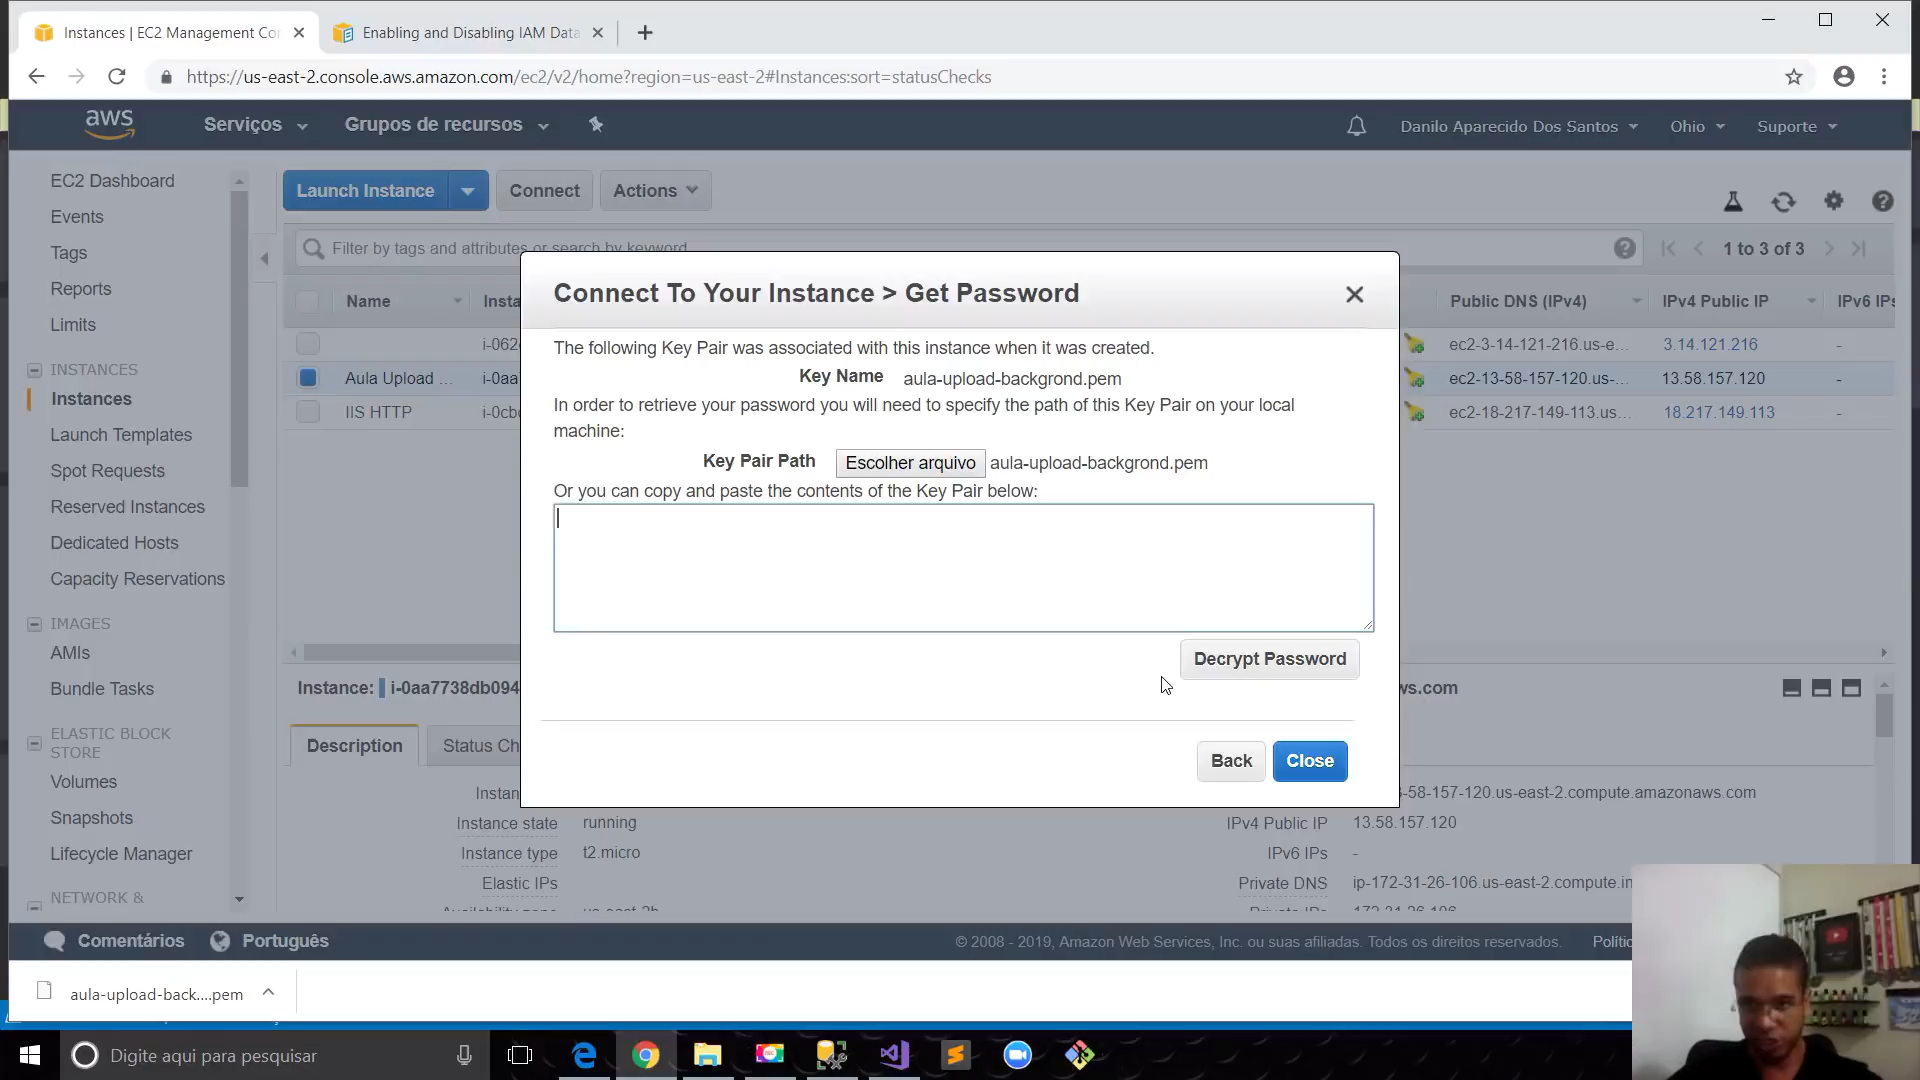 Instances | EC2 Management Co
Enabling and Disabling IAM Data
https://us-east-2.console.aws.amazon.com/ec2/v2/home?region=us-east-2#Instances:sort=statusChecks
aws
Serviços
Grupos de recursos
Danilo Aparecido Dos Santos
Ohio
Suporte
EC2 Dashboard
Events
Tags
Reports
Limits
INSTANCES
Instances
Launch Templates
Spot Requests
Reserved Instances
Dedicated Hosts
Capacity Reservations
IMAGES
AMIs
Bundle Tasks
ELASTIC BLOCK
STORE
Volumes
Snapshots
Lifecycle Manager
NETWORK &
Launch Instance
Connect
Actions
Filter by tags and attributes or search by keyword
1 to 3 of 3
Name
Insta
Public DNS (IPv4)
IPv4 Public IP
IPv6 IPs
i-062
ec2-3-14-121-216.us-e...
3.14.121.216
-
Aula Upload ...
i-0aa7
ec2-13-58-157-120.us-...
13.58.157.120
-
IIS HTTP
i-0cb
ec2-18-217-149-113.us...
18.217.149.113
-
Connect To Your Instance > Get Password
The following Key Pair was associated with this instance when it was created.
Key Name aula-upload-backgrond.pem
In order to retrieve your password you will need to specify the path of this Key Pair on your local
machine:
Key Pair Path Escolher arquivo aula-upload-backgrond.pem
Or you can copy and paste the contents of the Key Pair below:
Decrypt Password
Back
Close
Instance: i-0aa7738db094
ws.com
Description
Status Ch
Instan
-58-157-120.us-east-2.compute.amazonaws.com
Instance state running
IPv4 Public IP 13.58.157.120
Instance type t2.micro
IPv6 IPs -
Elastic IPs
Private DNS ip-172-31-26-106.us-east-2.compute.in
Comentários
Português
© 2008 - 2019, Amazon Web Services, Inc. ou suas afiliadas. Todos os direitos reservados.
Polític
aula-upload-back....pem
Digite aqui para pesquisar